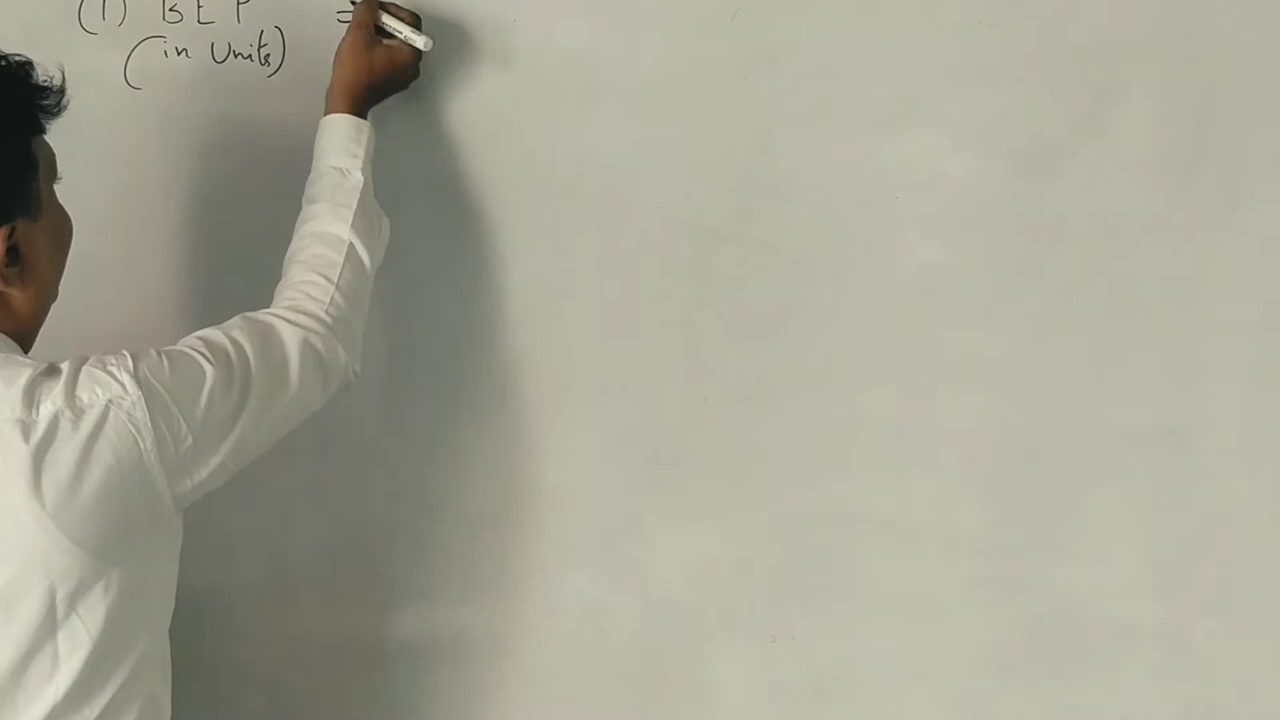 (1) BEP =
(in Units)